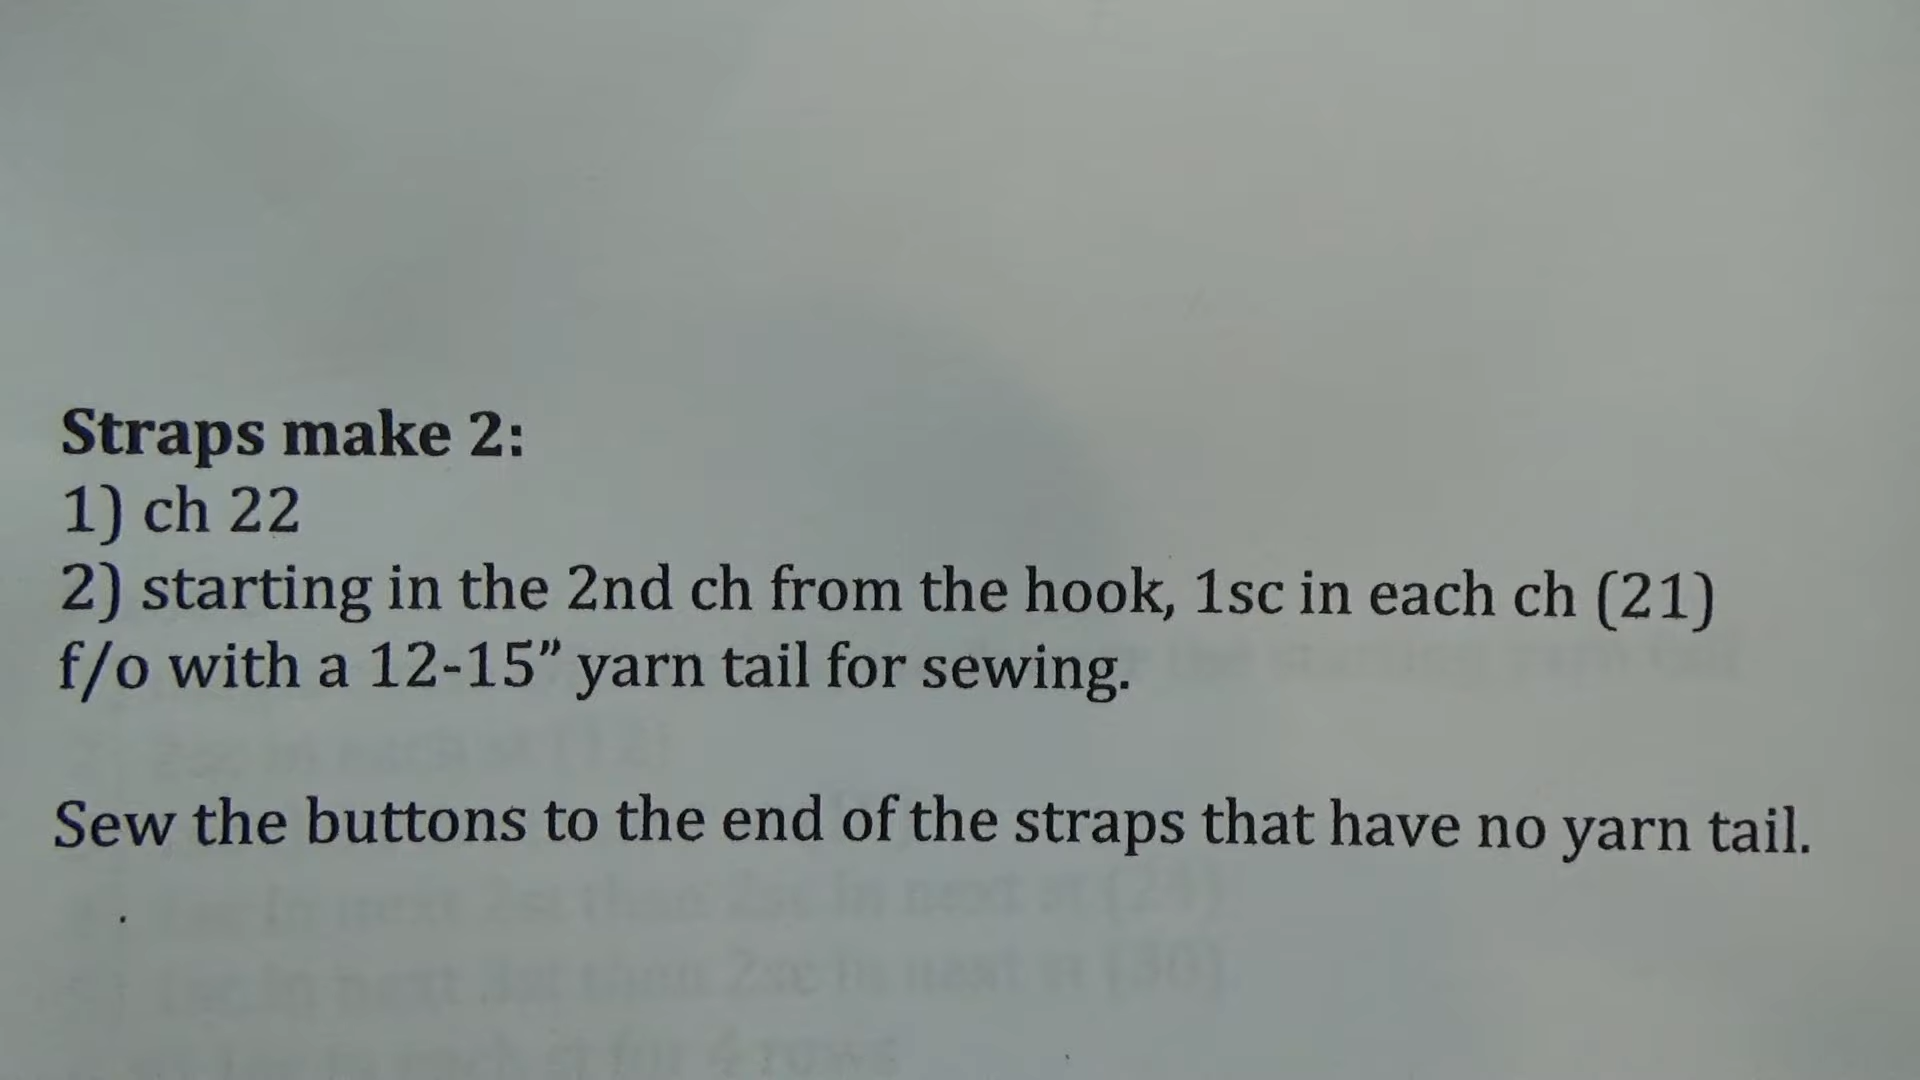 Straps make 2:
1) ch 22
2) starting in the 2nd ch from the hook, 1sc in each ch (21)
f/o with a 12-15” yarn tail for sewing.
Sew the buttons to the end of the straps that have no yarn tail.